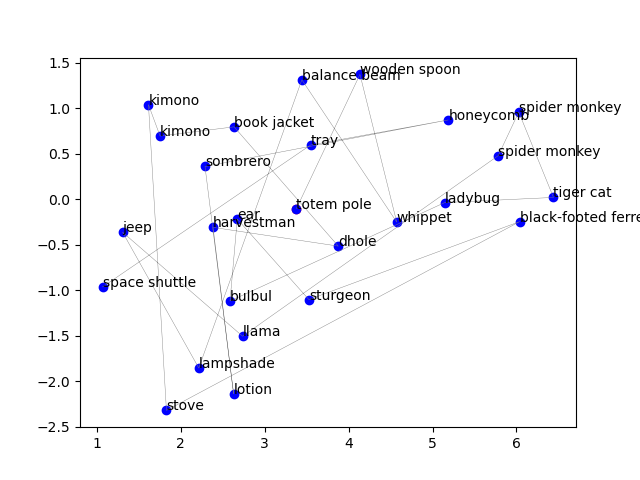 1.5
1.0
0.5
0.0
−0.5
−1.0
−1.5
−2.0
−2.5
1
2
3
4
5
6
wooden spoon
balance beam
kimono
spider monkey
honeycomb
book jacket
kimono
tray
spider monkey
sombrero
tiger cat
ladybug
totem pole
ear
whippet
black-footed ferre
harvestman
jeep
dhole
space shuttle
bulbul
sturgeon
llama
lampshade
lotion
stove